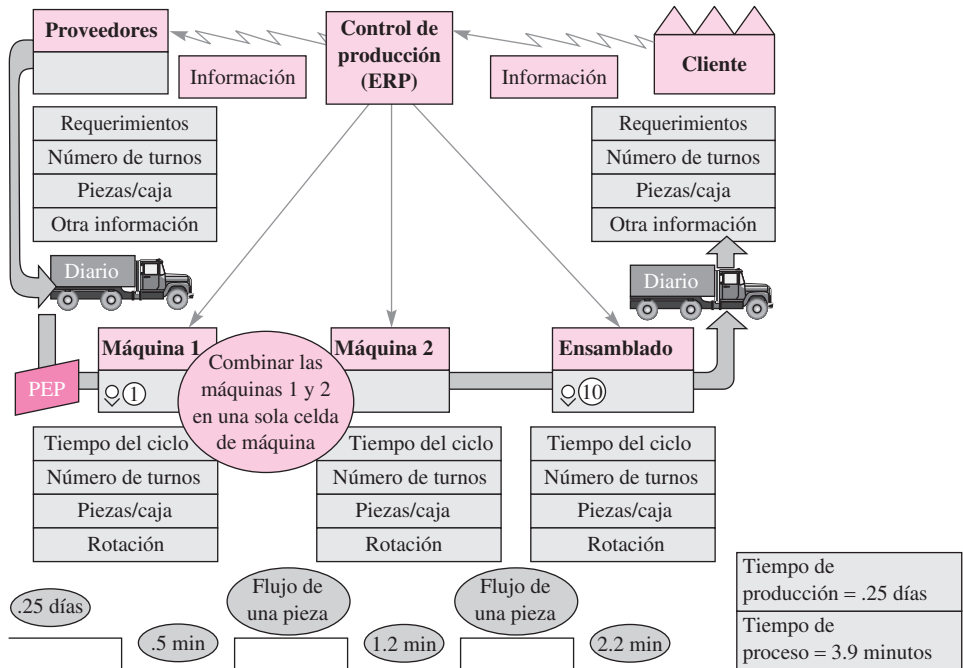 Proveedores
Información
Control de
producción
(ERP)
Información
Cliente
Requerimientos
Número de turnos
Piezas/caja
Otra información
Requerimientos
Número de turnos
Piezas/caja
Otra información
Diario
Diario
PEP
Máquina 1
1
Combinar las
máquinas 1 y 2
en una sola celda
de máquina
Máquina 2
Ensamblado
10
Tiempo del ciclo
Número de turnos
Piezas/caja
Rotación
Tiempo del ciclo
Número de turnos
Piezas/caja
Rotación
Tiempo del ciclo
Número de turnos
Piezas/caja
Rotación
.25 días
.5 min
Flujo de
una pieza
1.2 min
Flujo de
una pieza
2.2 min
Tiempo de
producción = .25 días
Tiempo de
proceso = 3.9 minutos